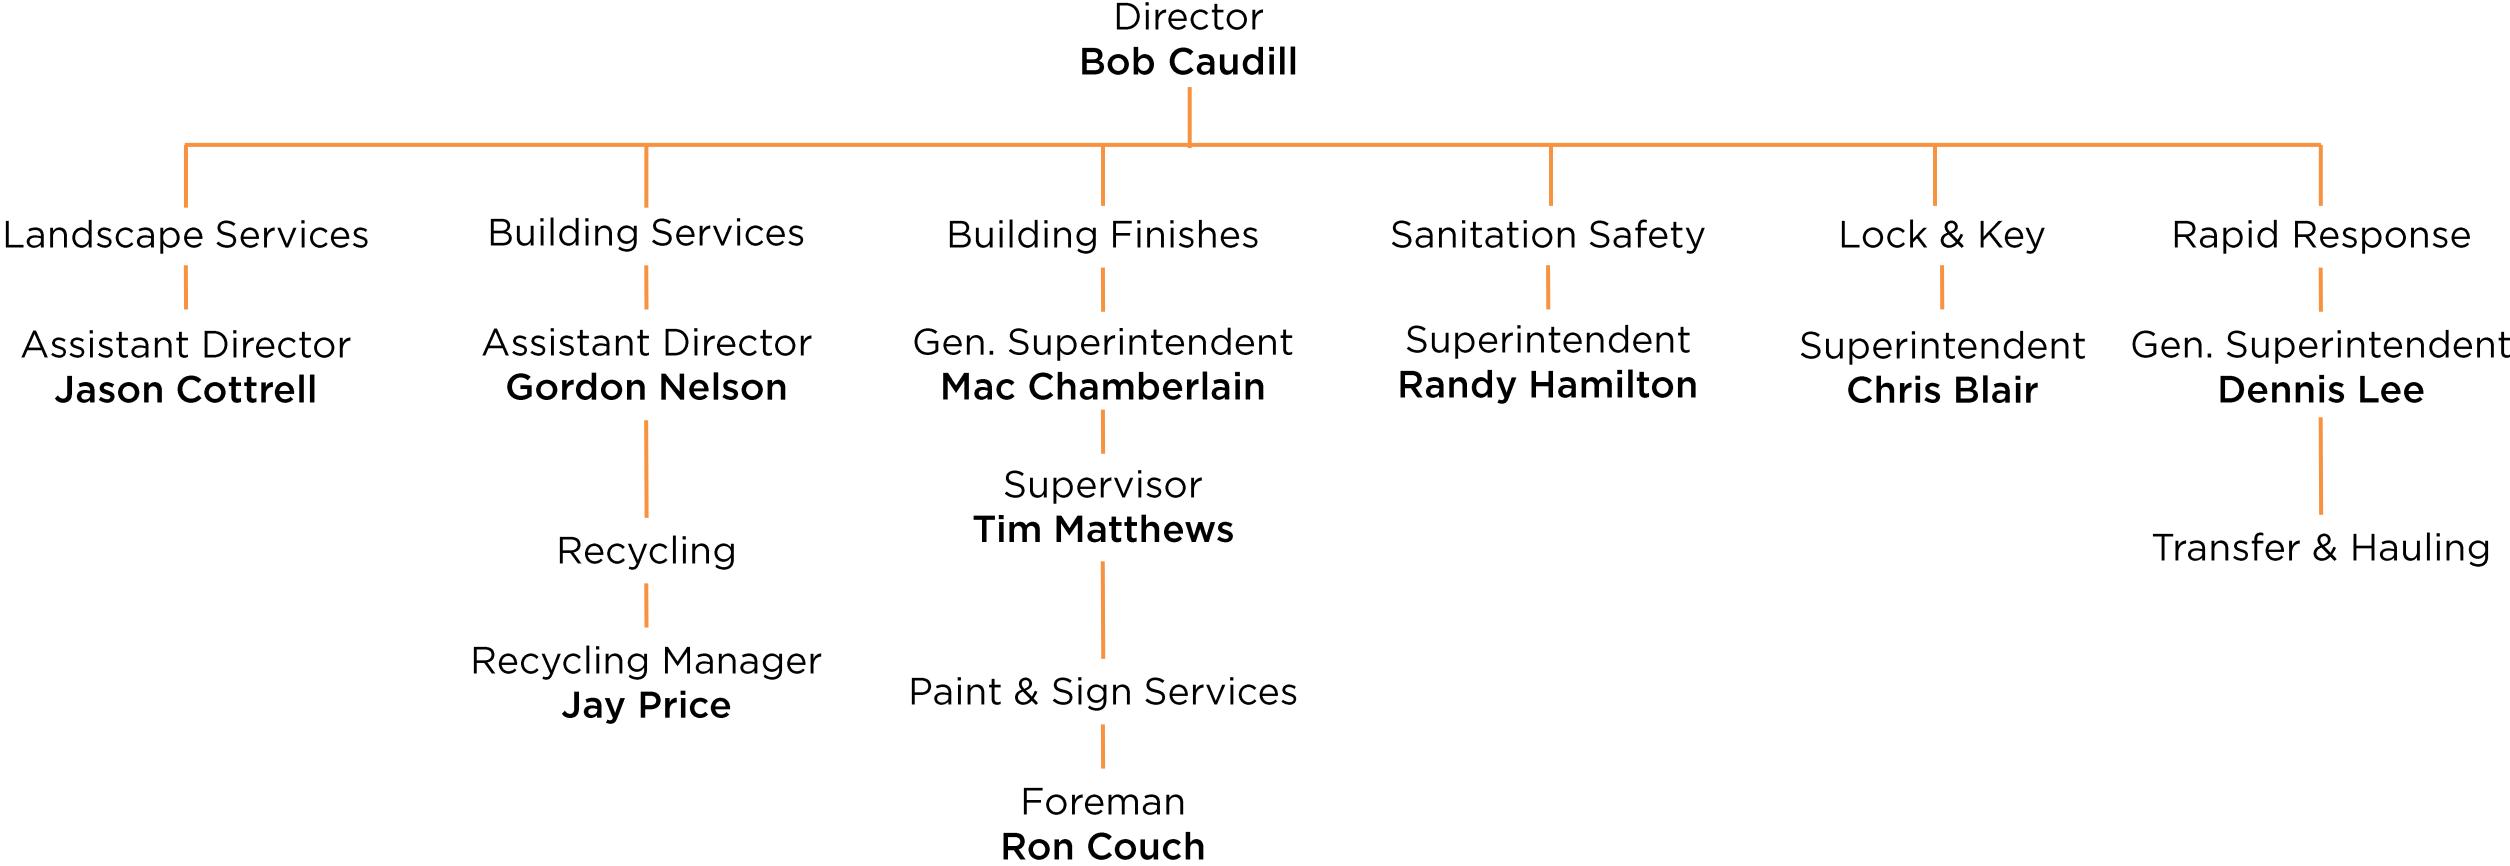 Director
Bob Caudill
Landscape Services
Building Services
Building Finishes
Sanitation Safety
Lock & Key
Rapid Response
Assistant Director
Jason Cottrell
Assistant Director
Gordon Nelson
Gen. Superintendent
Mac Chamberlain
Superintendent
Randy Hamilton
Superintendent
Chris Blair
Gen. Superintendent
Dennis Lee
Supervisor
Tim Matthews
Recycling
Transfer & Hauling
Recycling Manager
Jay Price
Paint & Sign Services
Foreman
Ron Couch